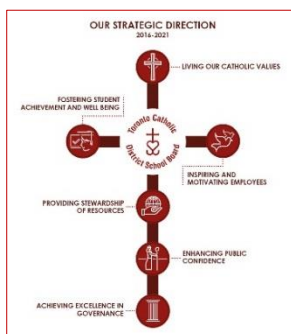 OUR STRATEGIC DIRECTION
2016-2021
LIVING OUR CATHOLIC VALUES
FOSTERING STUDENT
ACHIEVEMENT AND WELL BEING
Toronto Catholic
District School Board
INSPIRING AND
MOTIVATING EMPLOYEES
PROVIDING STEWARDSHIP
OF RESOURCES
ENHANCING PUBLIC
CONFIDENCE
ACHIEVING EXCELLENCE IN
GOVERNANCE